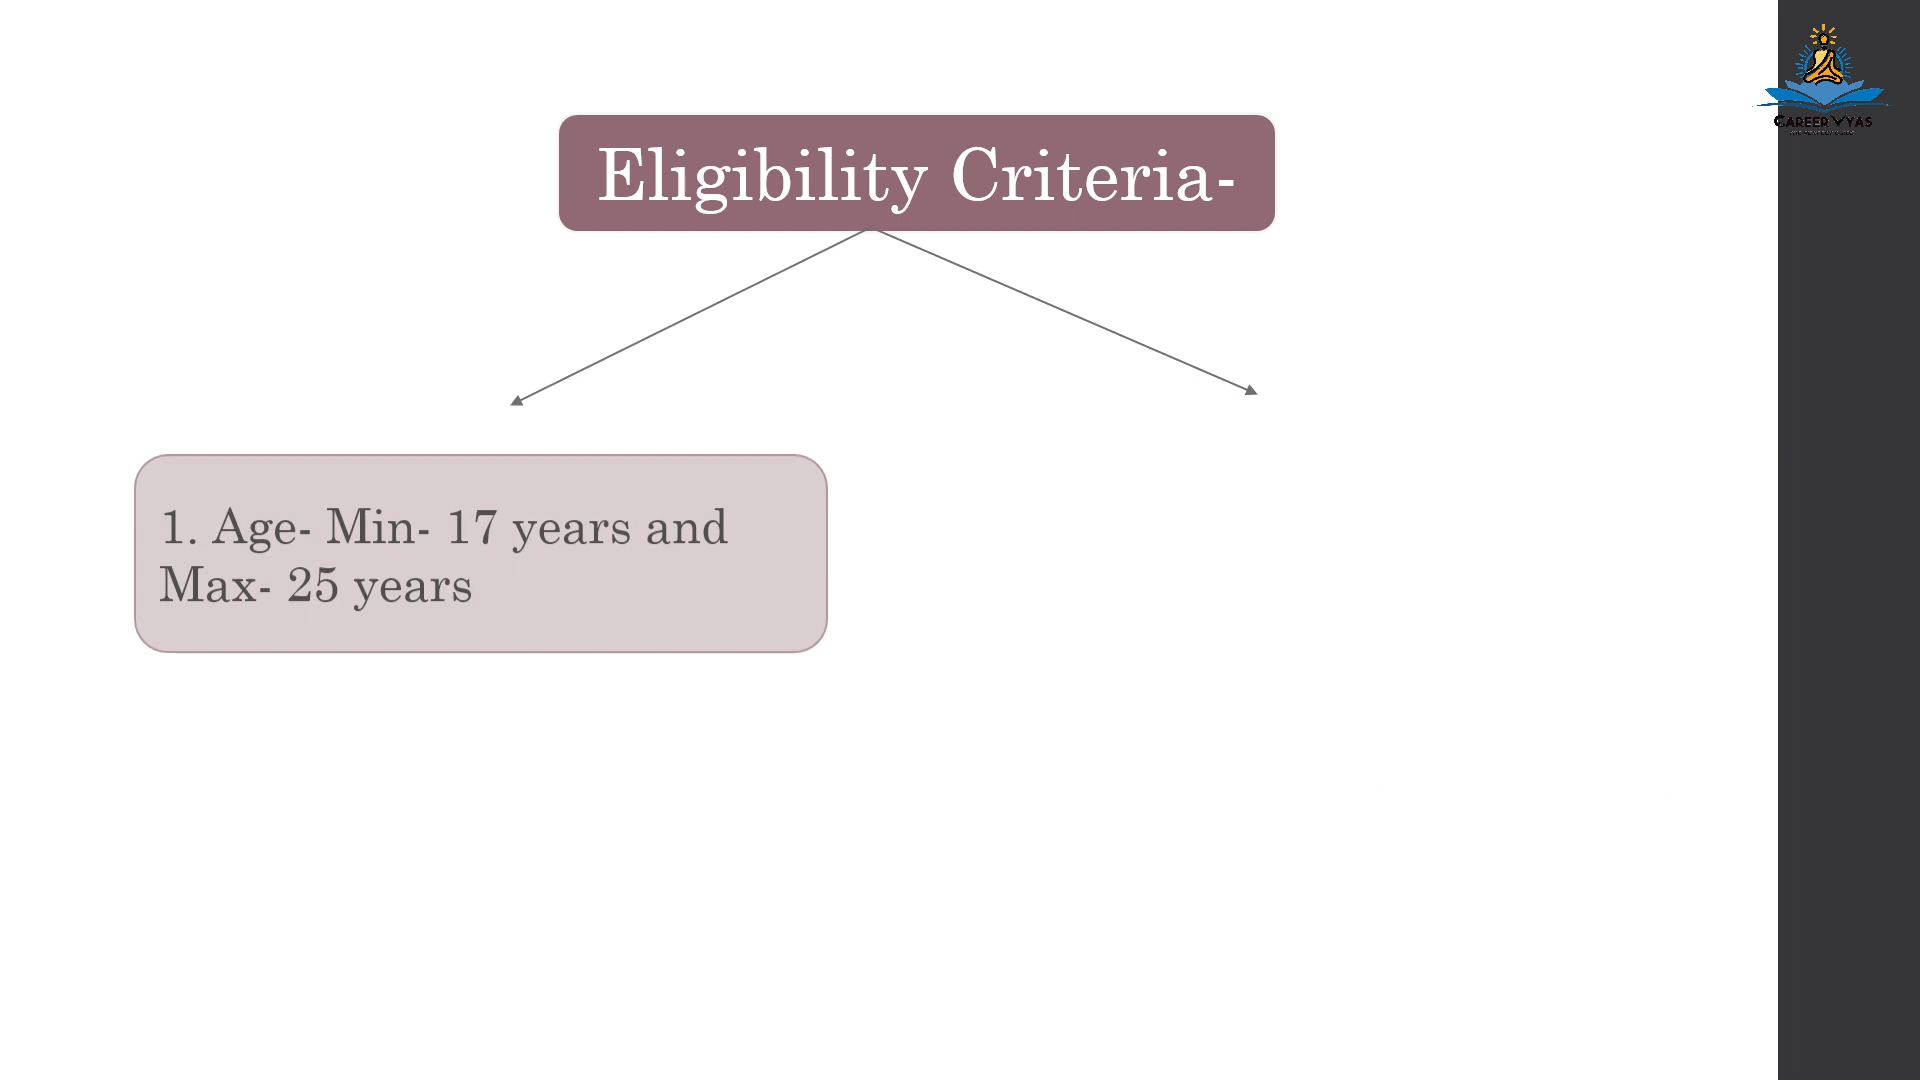 Eligibility Criteria-
1. Age- Min- 17 years and
Max- 25 years
CAREER VYAS